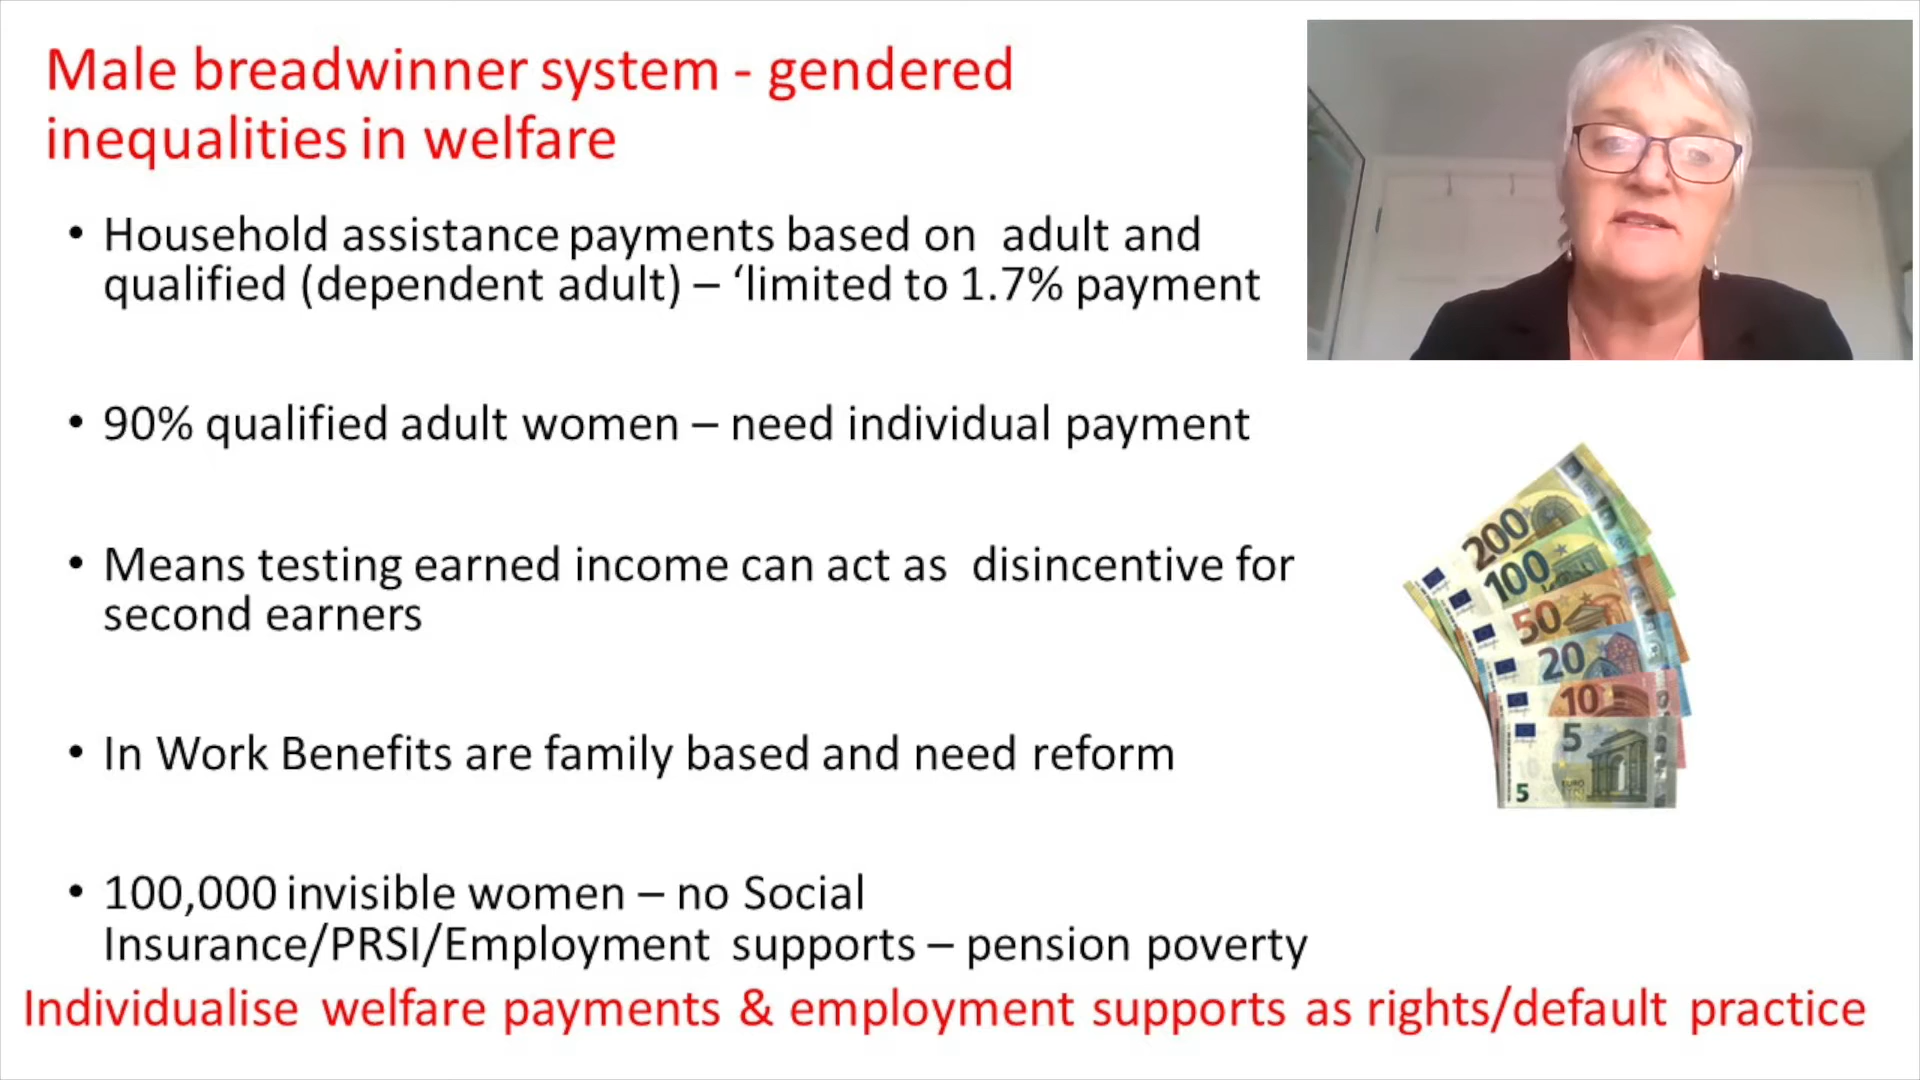 Male breadwinner system - gendered
inequalities in welfare
• Household assistance payments based on adult and
qualified (dependent adult) – ‘limited to 1.7% payment
• 90% qualified adult women – need individual payment
• Means testing earned income can act as disincentive for
second earners
• In Work Benefits are family based and need reform
• 100,000 invisible women – no Social
Insurance/PRSI/Employment supports – pension poverty
Individualise welfare payments & employment supports as rights/default practice
200
100
50
20
10
5
5